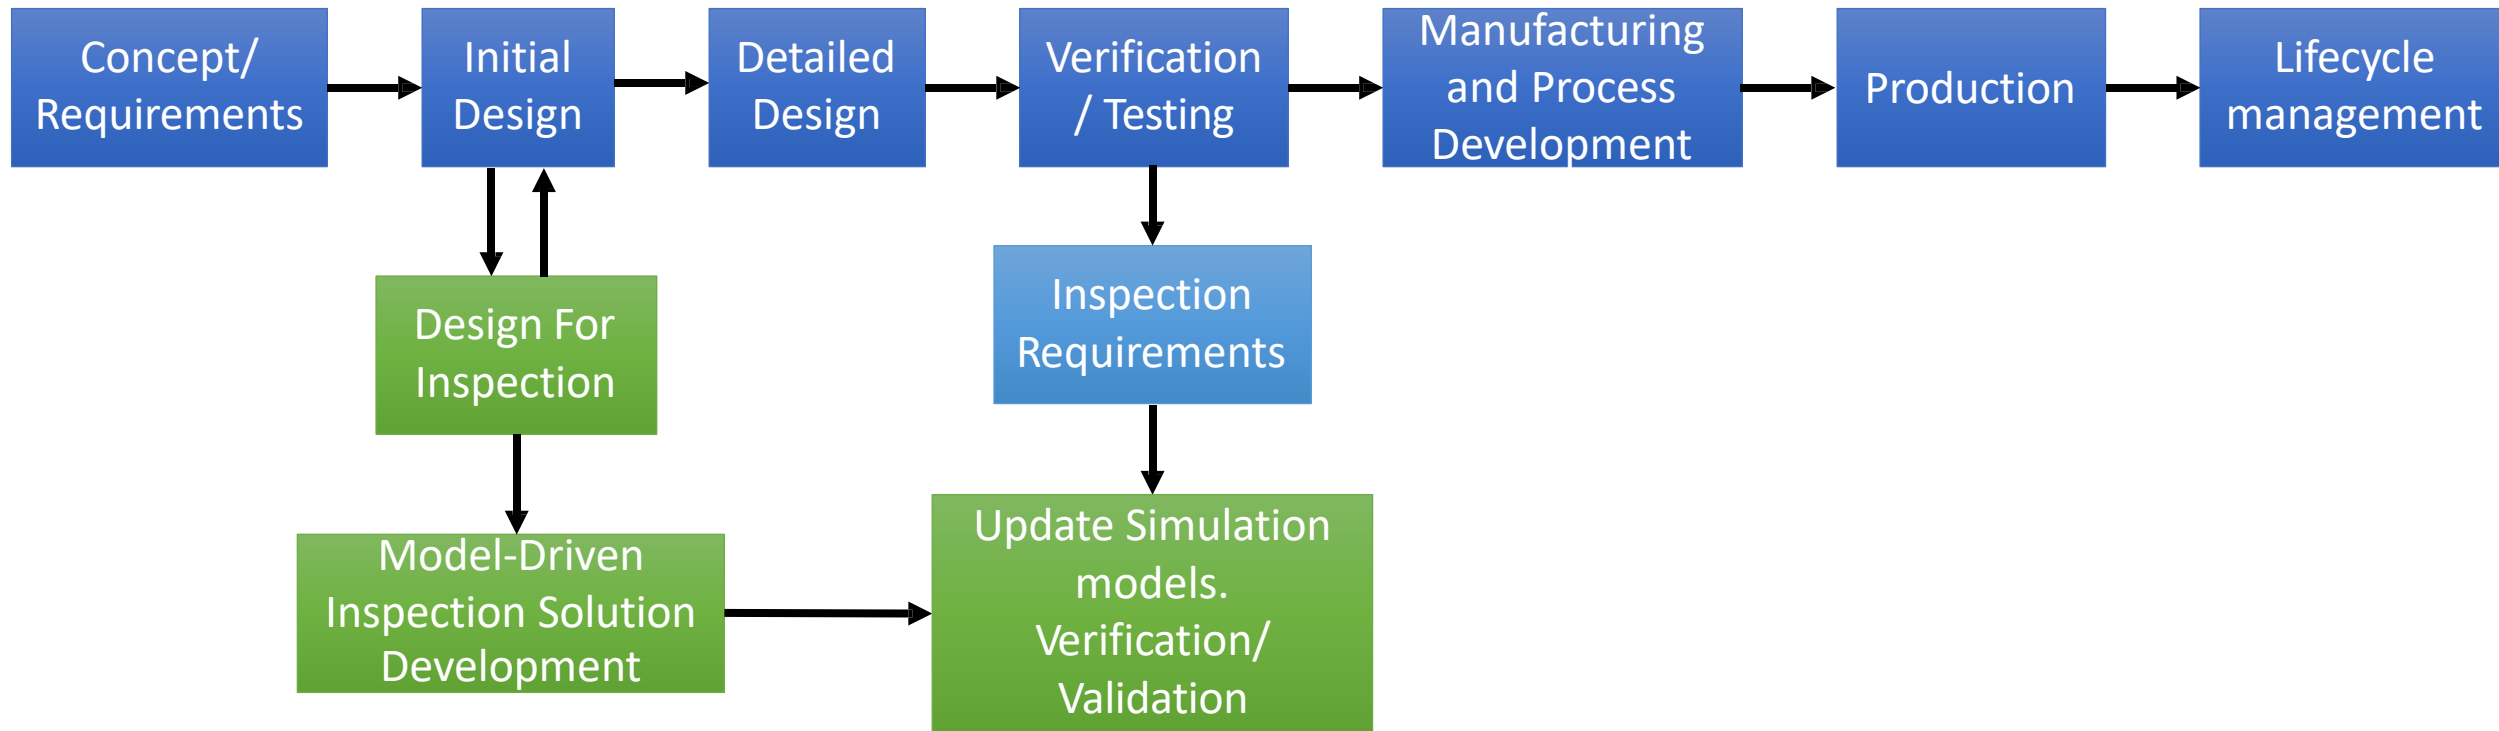 Concept/
Requirements
Initial
Design
Detailed
Design
Verification
/ Testing
Manufacturing
and Process
Development
Production
Lifecycle
management
Design For
Inspection
Inspection
Requirements
Model-Driven
Inspection Solution
Development
Update Simulation
models.
Verification/
Validation